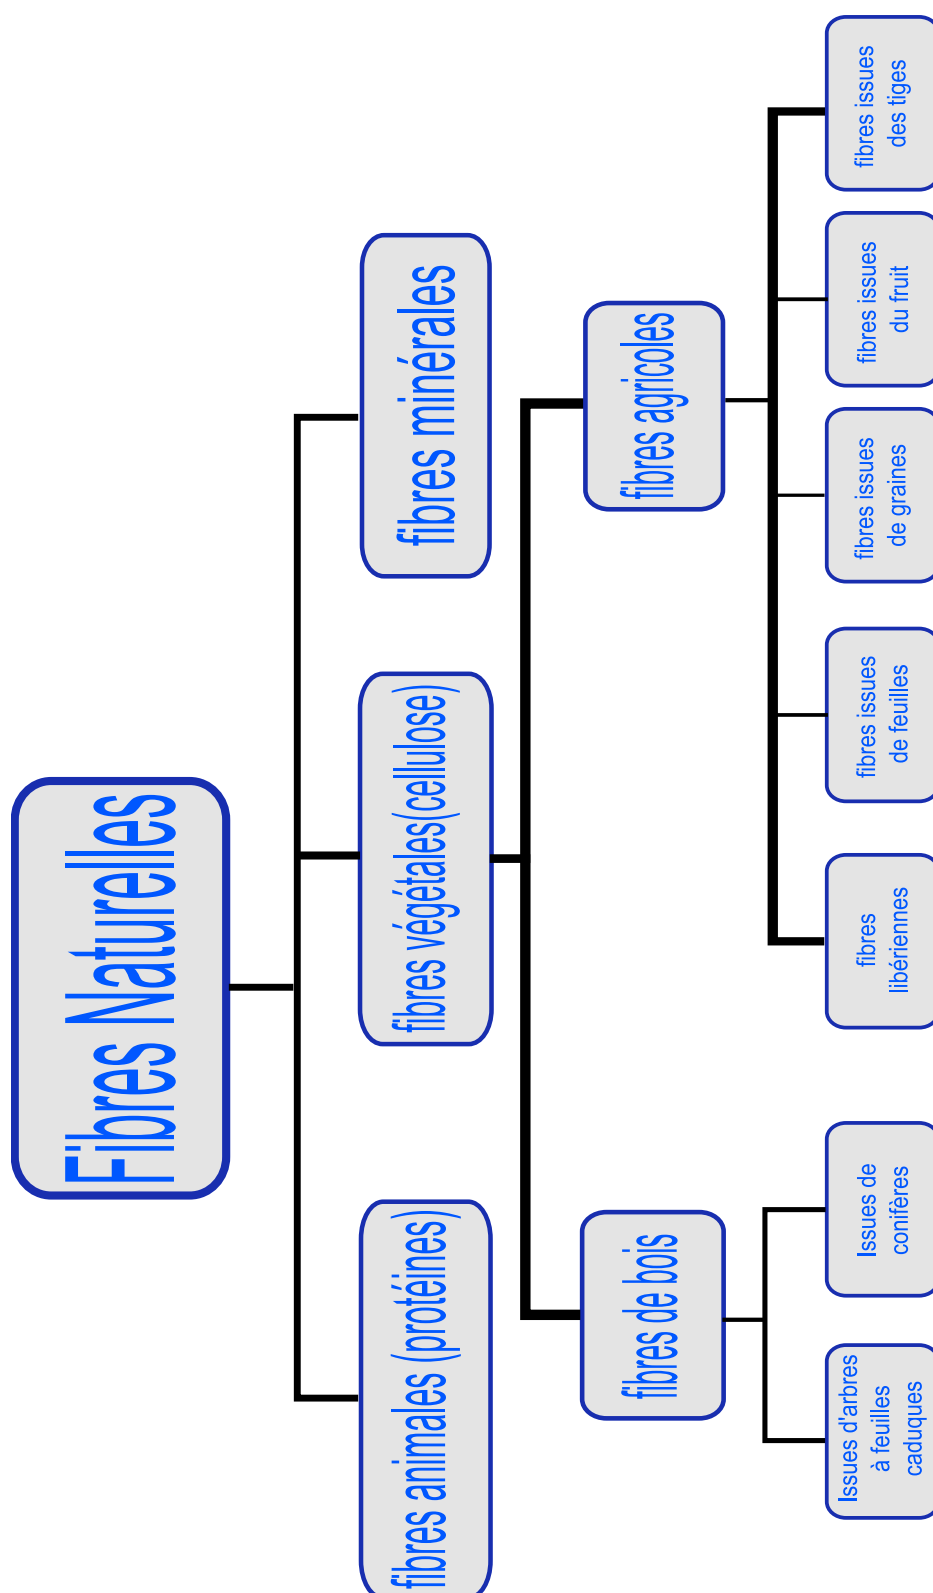 Fibres Naturelles
fibres animales (protéines)
fibres végétales(cellulose)
fibres minérales
fibres de bois
fibres agricoles
Issues d'arbres
à feuilles
caduques
Issues de
conifères
fibres
libériennes
fibres issues
de feuilles
fibres issues
de graines
fibres issues
du fruit
fibres issues
des tiges